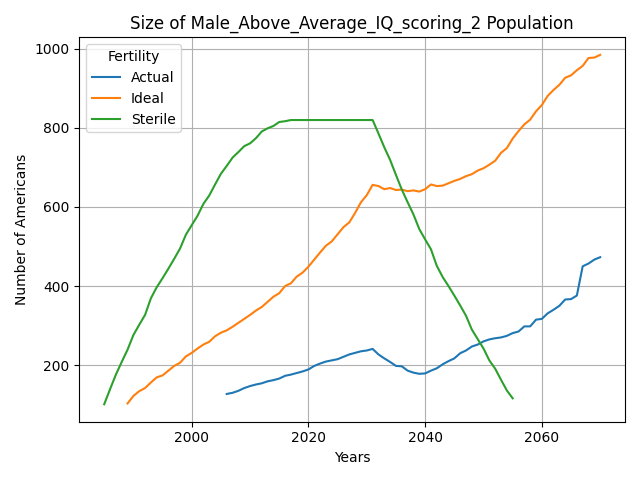 Size of Male_Above_Average_IQ_scoring_2 Population
Fertility
Actual
Ideal
Sterile
Number of Americans
1000
800
600
400
200
2000
2020
2040
2060
Years